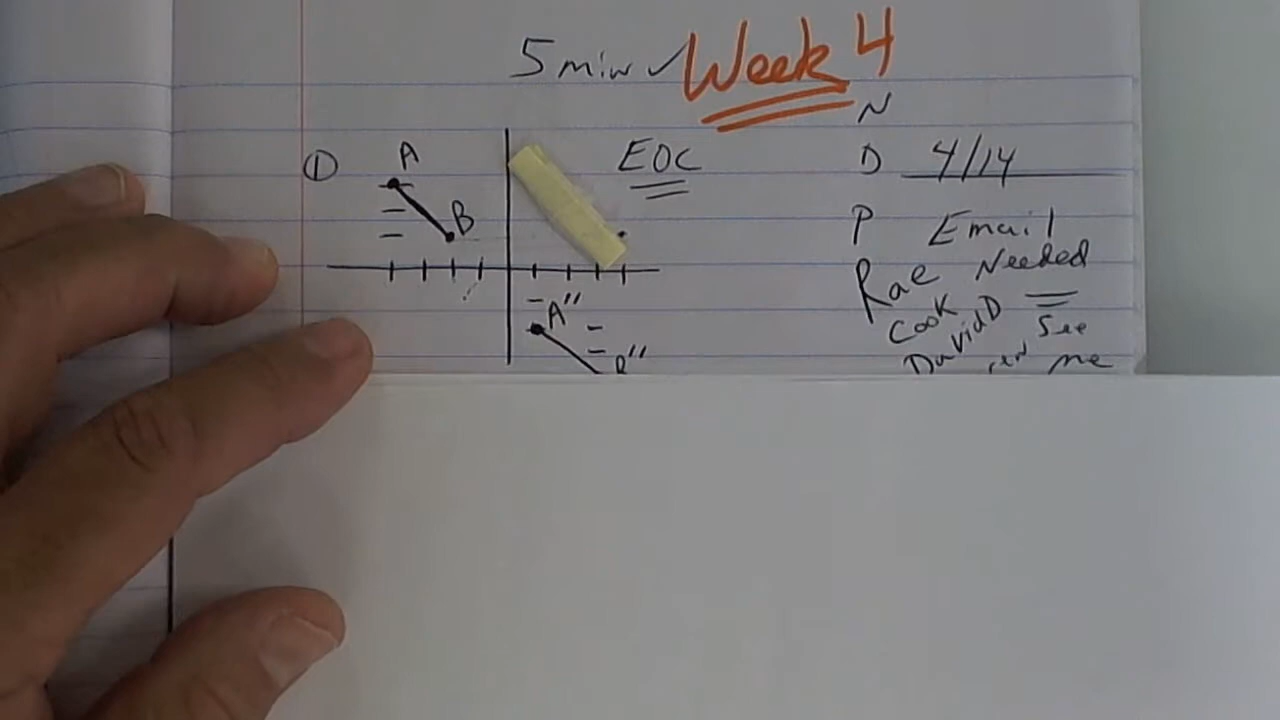 5 min ✓ Week 4
N
① A EOC D 4/14
B P Email
Rae Needed
A" Cook
DavidD See
B" me